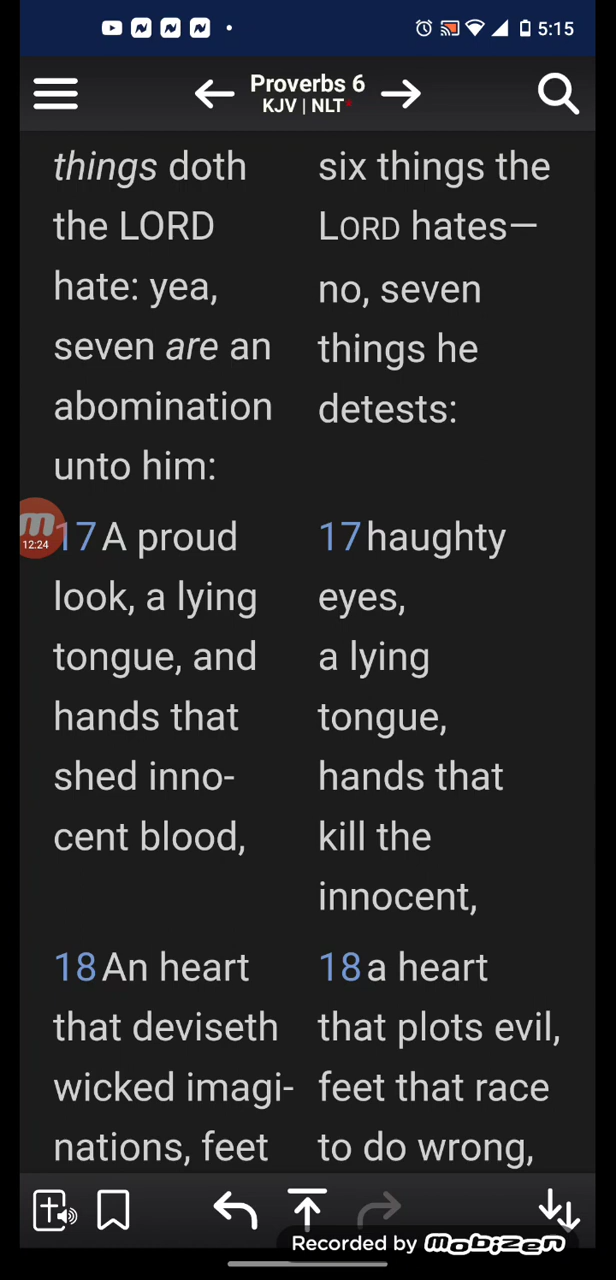 5:15
Proverbs 6
KJV | NLT*
things doth
the LORD
hate: yea,
seven are an
abomination
unto him:
17 A proud
look, a lying
tongue, and
hands that
shed inno-
cent blood,
18 An heart
that deviseth
wicked imagi-
nations, feet
six things the
LORD hates—
no, seven
things he
detests:
17 haughty
eyes,
a lying
tongue,
hands that
kill the
innocent,
18 a heart
that plots evil,
feet that race
to do wrong,
12:24
Recorded by mobizen